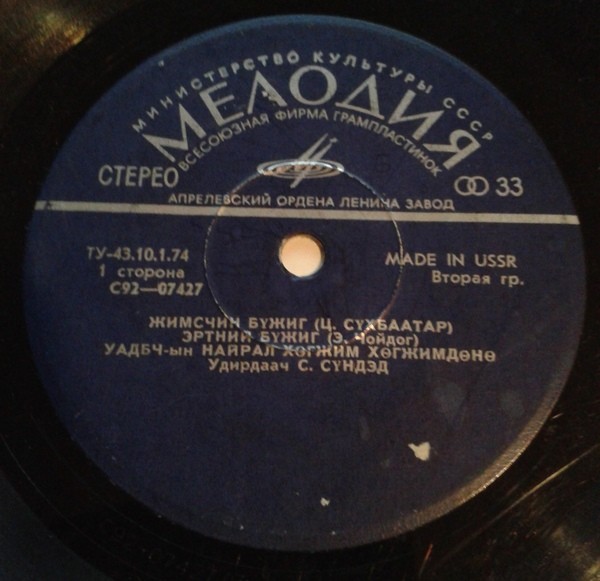 МИНИСТЕРСТВО КУЛЬТУРЫ СССР
МЕЛОДИЯ
ВСЕСОЮЗНАЯ ФИРМА ГРАМПЛАСТИНОК
СТЕРЕО
33
АПРЕЛЕВСКИЙ ОРДЕНА ЛЕНИНА ЗАВОД
ТУ-43.10.1.74
MADE IN USSR
1 сторона
Вторая гр.
С92—07427
ЖИМСЧИН БҮЖИГ (Ц. СҮХБААТАР)
ЭРТНИЙ БҮЖИГ (Э. Чойдог)
УАДБЧ-ын НАЙРАЛ ХӨГЖИМ ХӨГЖИМДӨНӨ
Удирдаач С. СҮНДЭД